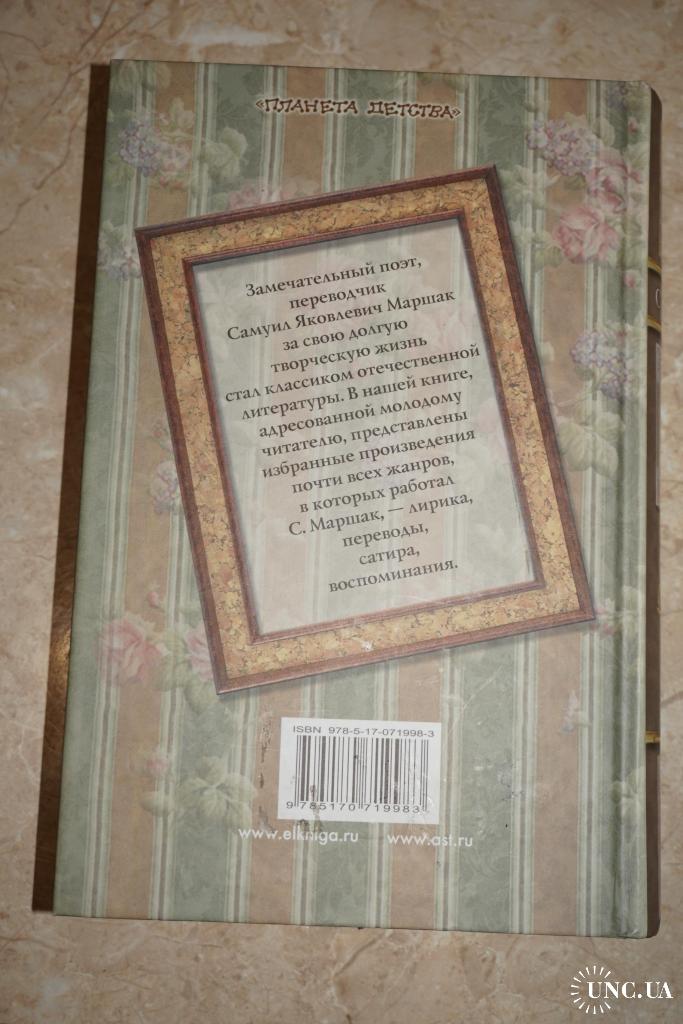 «ПЛАНЕТА ДЕТСТВА»
Замечательный поэт,
переводчик
Самуил Яковлевич Маршак
за свою долгую
творческую жизнь
стал классиком отечественной
литературы. В нашей книге,
адресованной молодому
читателю, представлены
избранные произведения
почти всех жанров,
в которых работал
С. Маршак, — лирика,
переводы,
сатира,
воспоминания.
ISBN 978-5-17-071998-3
9 785170 719983
www.elkniga.ru www.ast.ru
UNC.UA